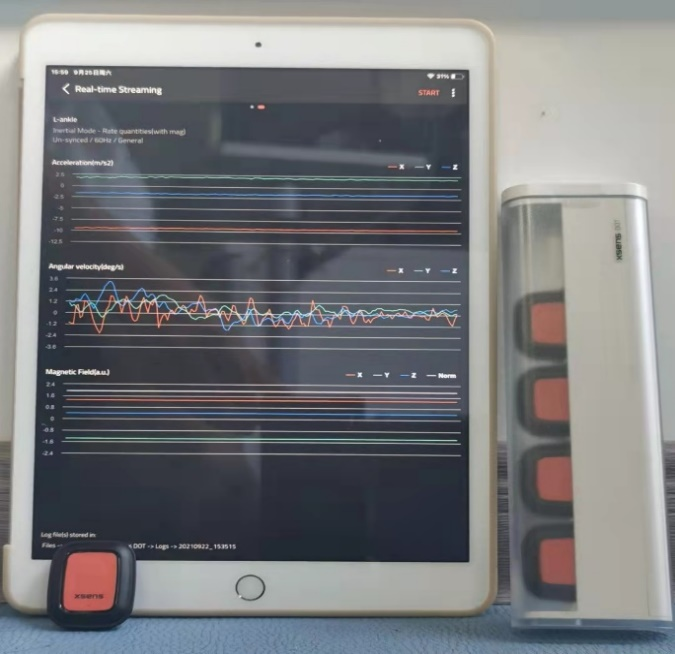 10:59 9月25日周六
51%
Real-time Streaming
START
L-ankle
Inertial Mode - Rate quantities(with mag)
Un-synced / 60Hz / General
Acceleration(m/s2)
X Y Z
2.5
0
-2.5
-5
-7.5
-10
-12.5
Angular velocity(deg/s)
X Y Z
3.6
2.4
1.2
0
-1.2
-2.4
-3.6
Magnetic Field(a.u.)
X Y Z Norm
2.4
1.6
0.8
0
-0.8
-1.6
-2.4
Log file(s) stored in:
Files DOT -> Logs -> 20210922_153515
xsens
xsens DOT